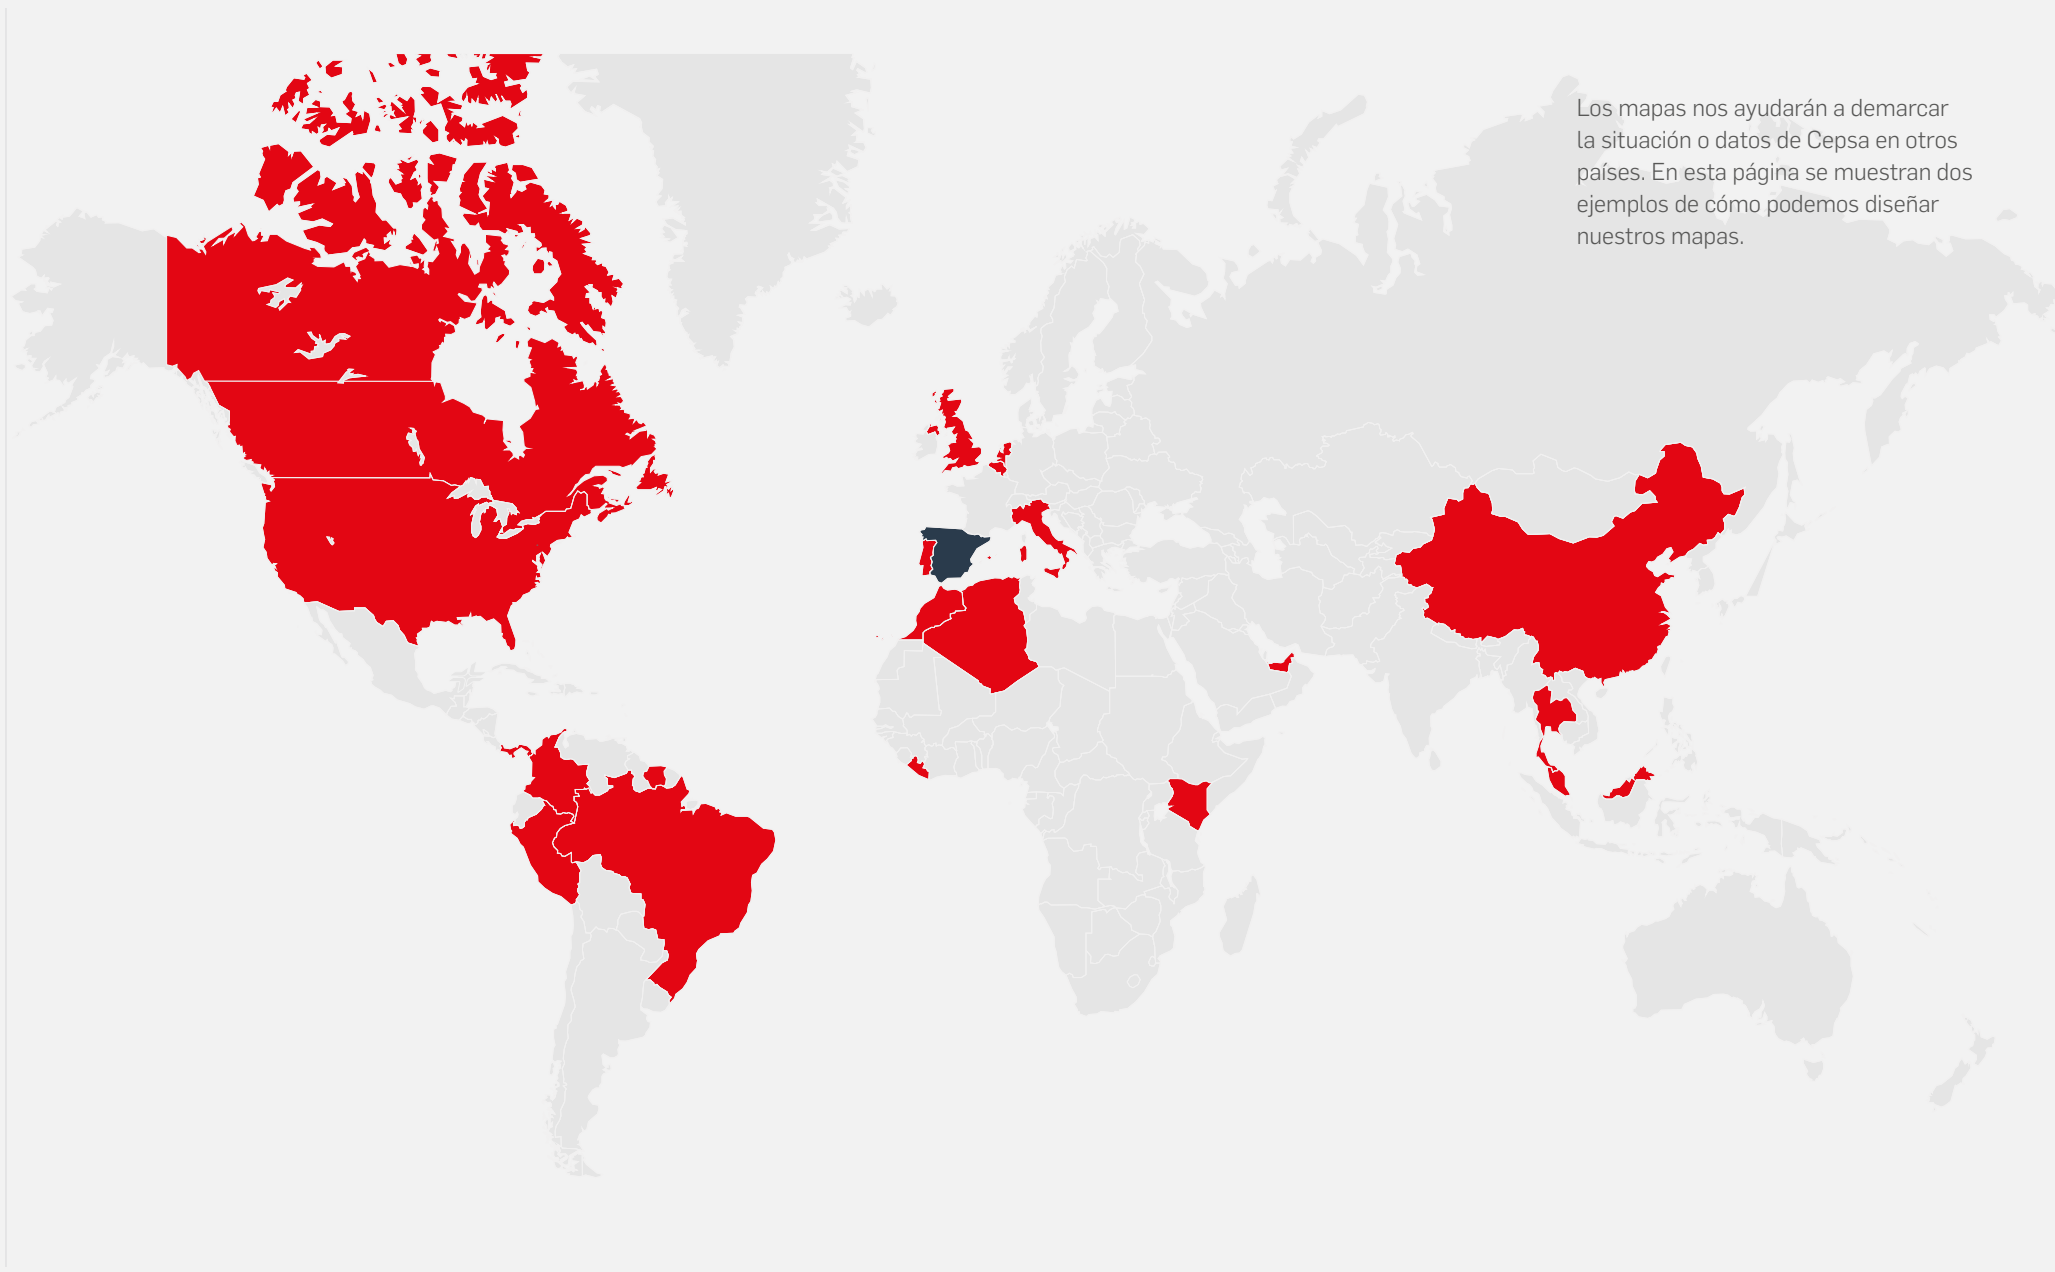 Los mapas nos ayudarán a demarcar
la situación o datos de Cepsa en otros
países. En esta página se muestran dos
ejemplos de cómo podemos diseñar
nuestros mapas.